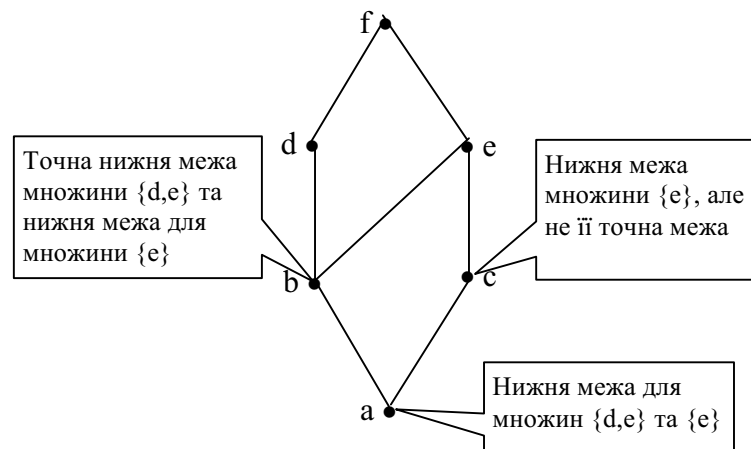 f
d
e
Точна нижня межа
множини {d,e} та
нижня межа для
множини {e}
Нижня межа
множини {e}, але
не її точна межа
b
c
a
Нижня межа для
множин {d,e} та {e}